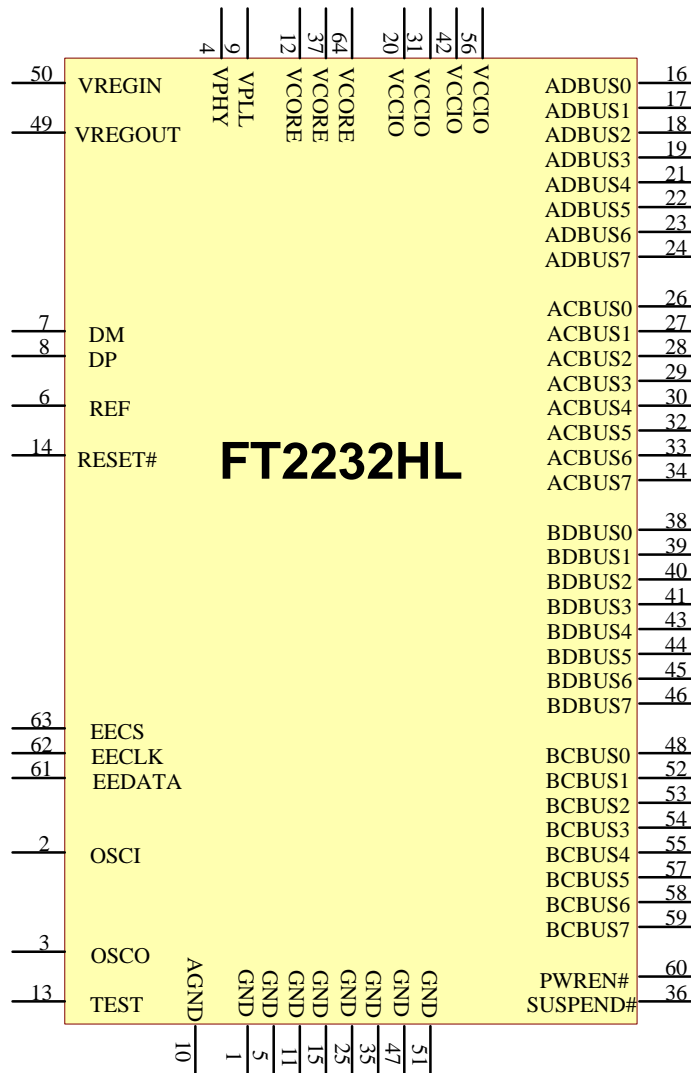 4 9 12 37 64 20 31 42 56
VPHY VPLL VCORE VCORE VCORE VCCIO VCCIO VCCIO VCCIO
50 VREGIN
49 VREGOUT
7 DM
8 DP
6 REF
14 RESET#
63 EECS
62 EECLK
61 EEDATA
2 OSCI
3 OSCO
13 TEST
FT2232HL
ADBUS0 16
ADBUS1 17
ADBUS2 18
ADBUS3 19
ADBUS4 21
ADBUS5 22
ADBUS6 23
ADBUS7 24
ACBUS0 26
ACBUS1 27
ACBUS2 28
ACBUS3 29
ACBUS4 30
ACBUS5 32
ACBUS6 33
ACBUS7 34
BDBUS0 38
BDBUS1 39
BDBUS2 40
BDBUS3 41
BDBUS4 43
BDBUS5 44
BDBUS6 45
BDBUS7 46
BCBUS0 48
BCBUS1 52
BCBUS2 53
BCBUS3 54
BCBUS4 55
BCBUS5 57
BCBUS6 58
BCBUS7 59
PWREN# 60
SUSPEND# 36
AGND GND GND GND GND GND GND GND GND
10 1 5 11 15 25 35 47 51